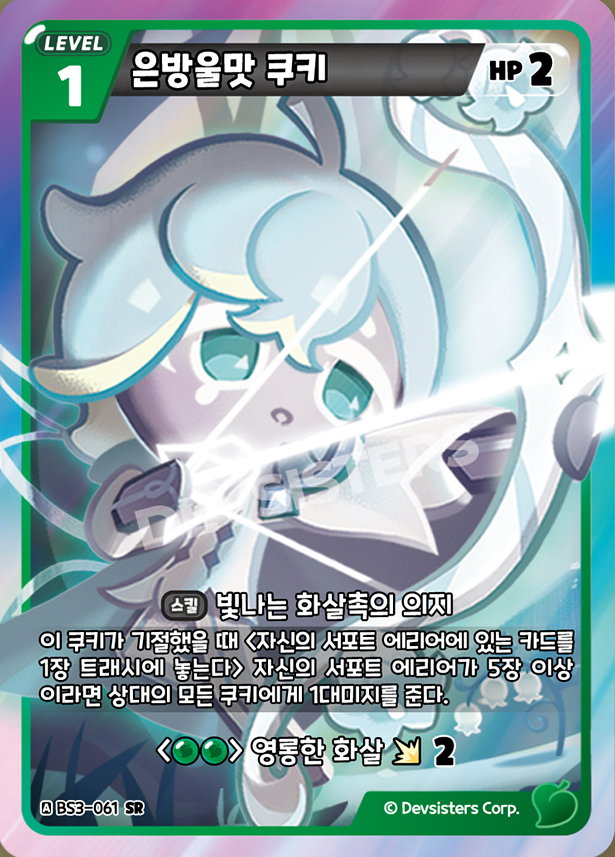 LEVEL
1
은방울맛 쿠키
HP 2
DEVSISTERS
스킬 빛나는 화살촉의 의지
이 쿠키가 기절했을 때 <자신의 서포트 에리어에 있는 카드를
1장 트래시에 놓는다> 자신의 서포트 에리어가 5장 이상
이라면 상대의 모든 쿠키에게 1대미지를 준다.
< > 영롱한 화살 2
A BS3-061 SR
© Devsisters Corp.